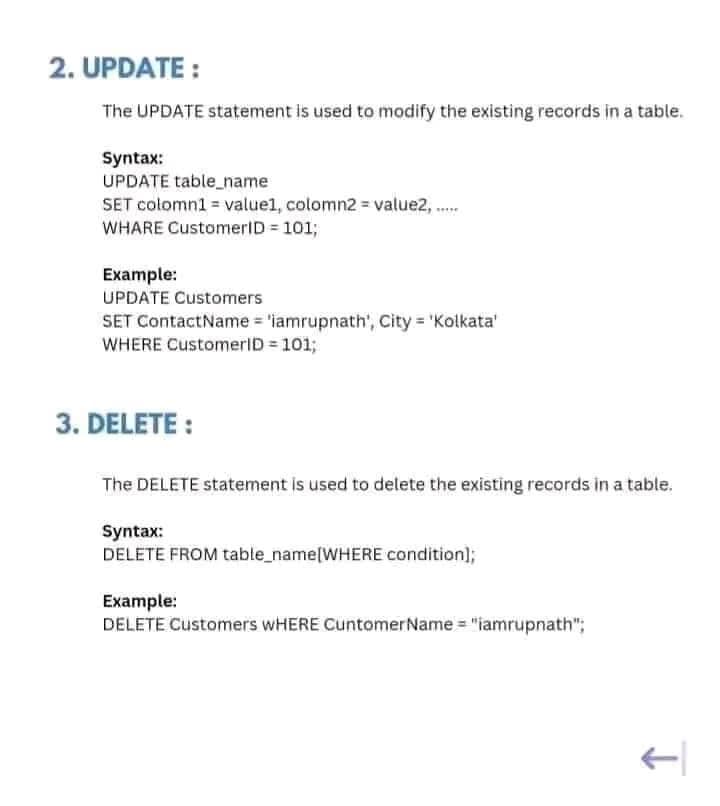 2. UPDATE :
The UPDATE statement is used to modify the existing records in a table.
Syntax:
UPDATE table_name
SET colomn1 = value1, colomn2 = value2, .....
WHARE CustomerID = 101;
Example:
UPDATE Customers
SET ContactName = 'iamrupnath', City = 'Kolkata'
WHERE CustomerID = 101;
3. DELETE :
The DELETE statement is used to delete the existing records in a table.
Syntax:
DELETE FROM table_name[WHERE condition];
Example:
DELETE Customers wHERE CuntomerName = "iamrupnath";